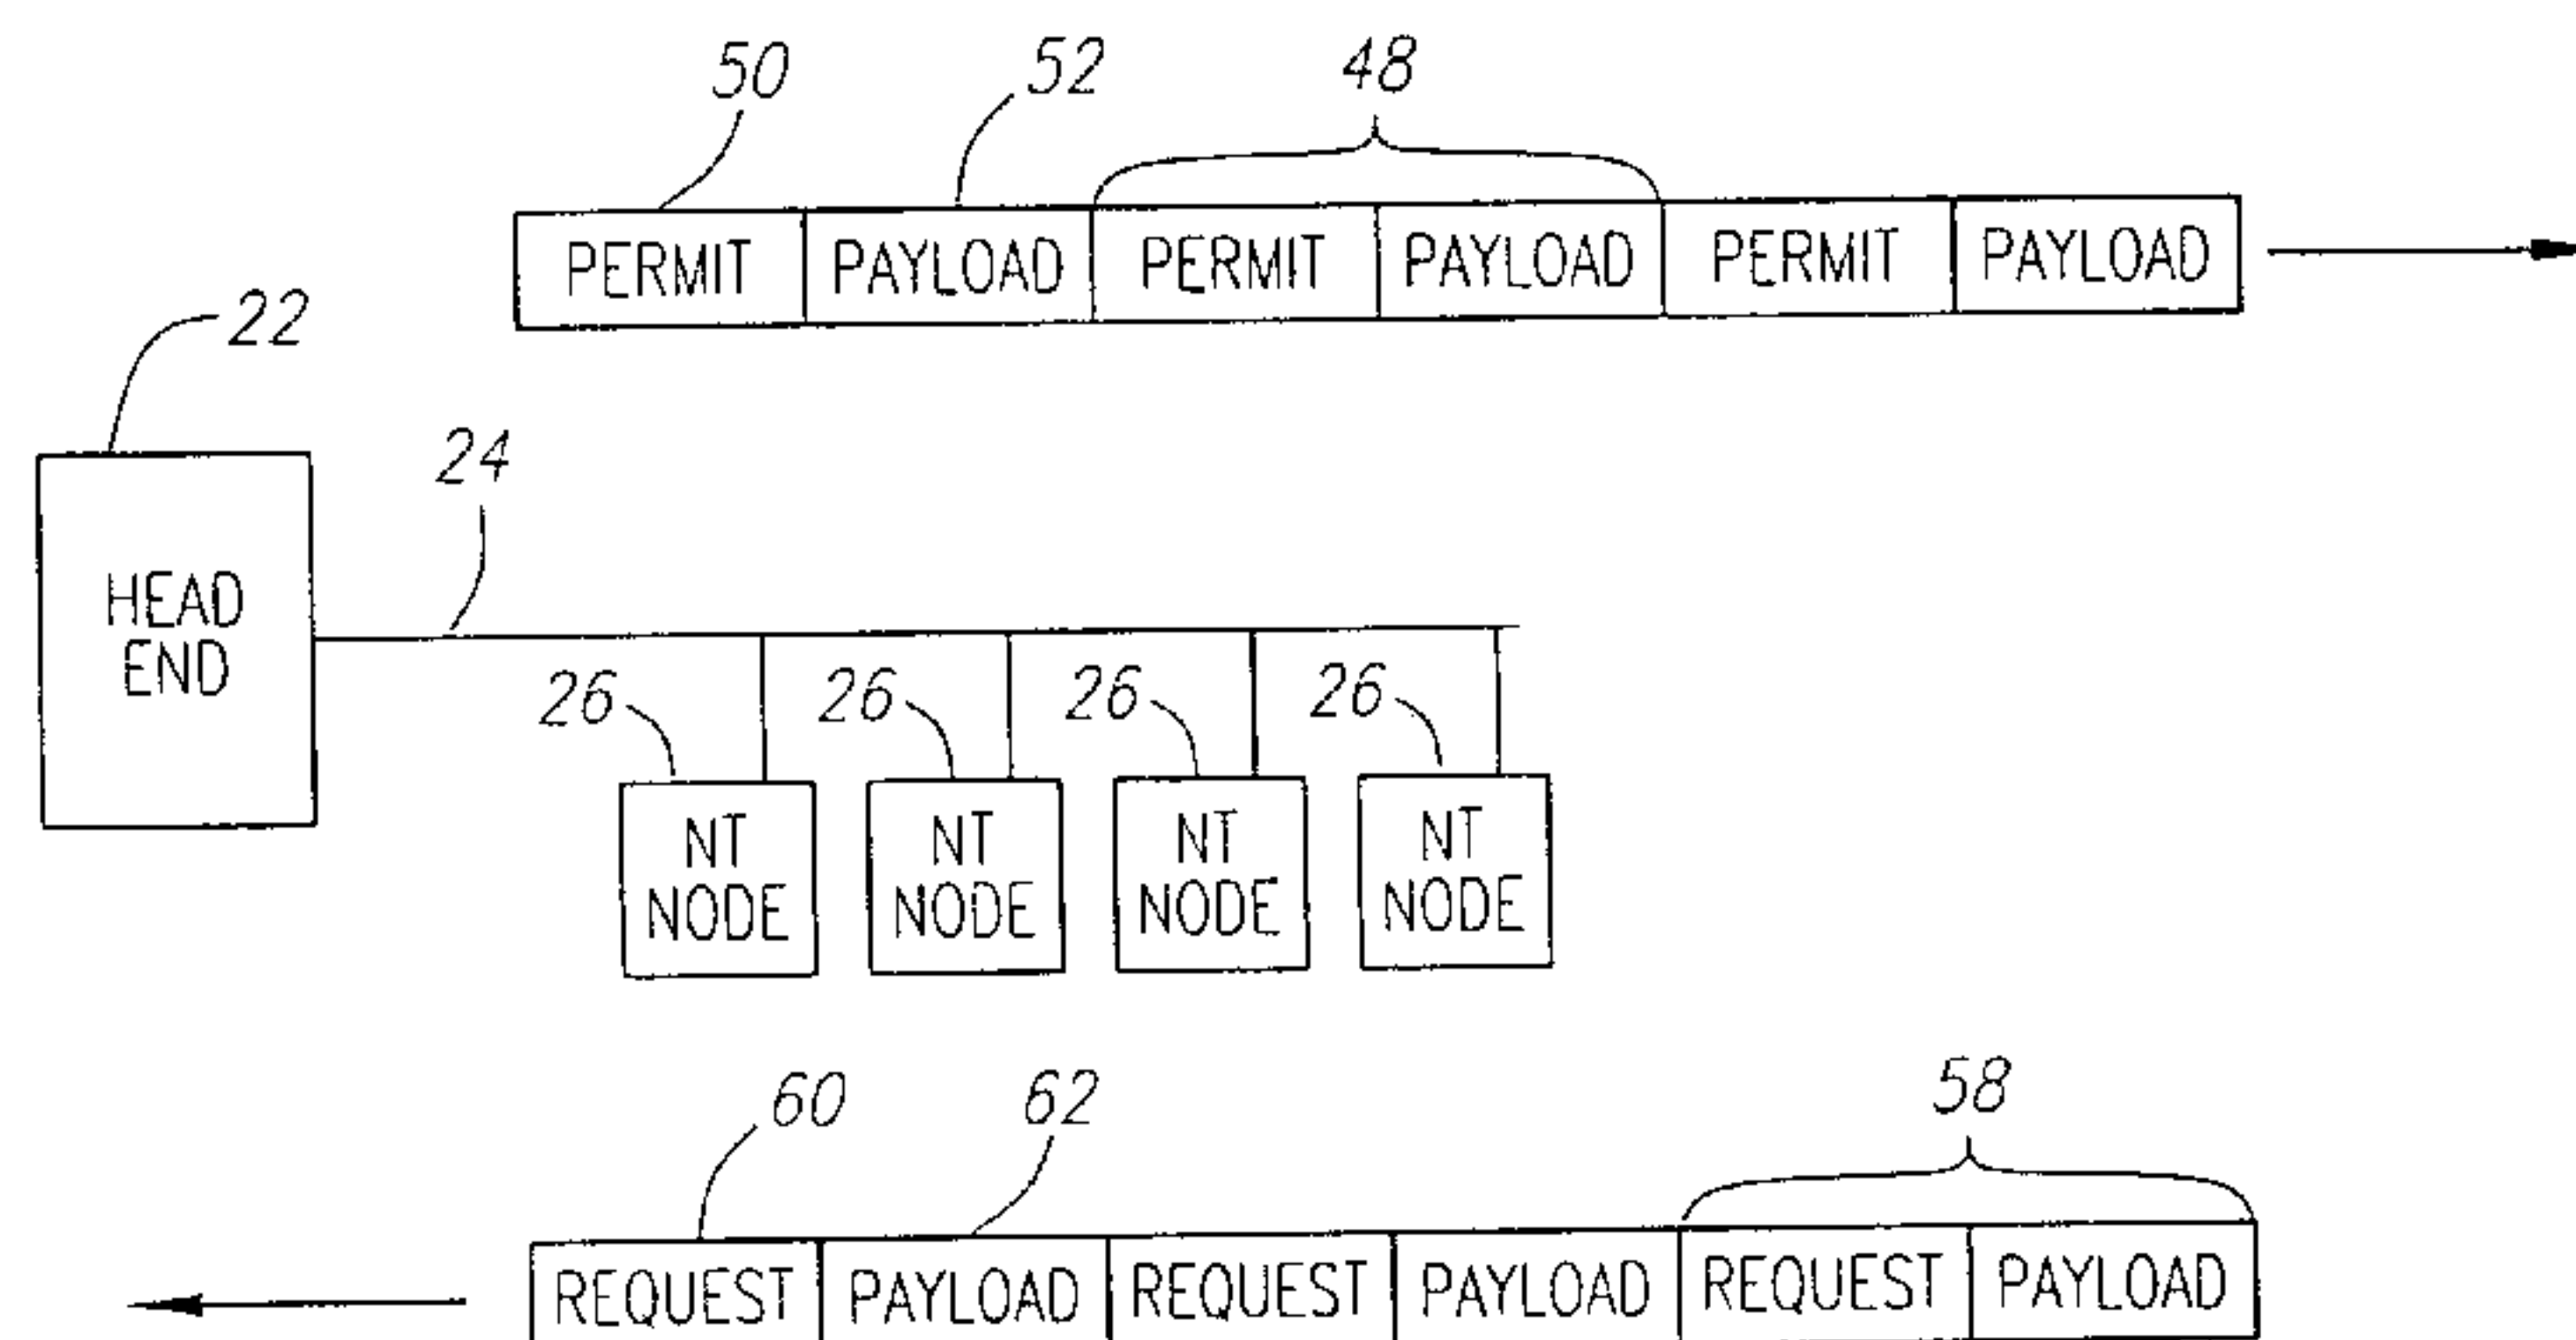 50 52 48
PERMIT PAYLOAD PERMIT PAYLOAD PERMIT PAYLOAD
22
24
HEAD
END
26 26 26 26
NT NT NT NT
NODE NODE NODE NODE
60 62 58
REQUEST PAYLOAD REQUEST PAYLOAD REQUEST PAYLOAD